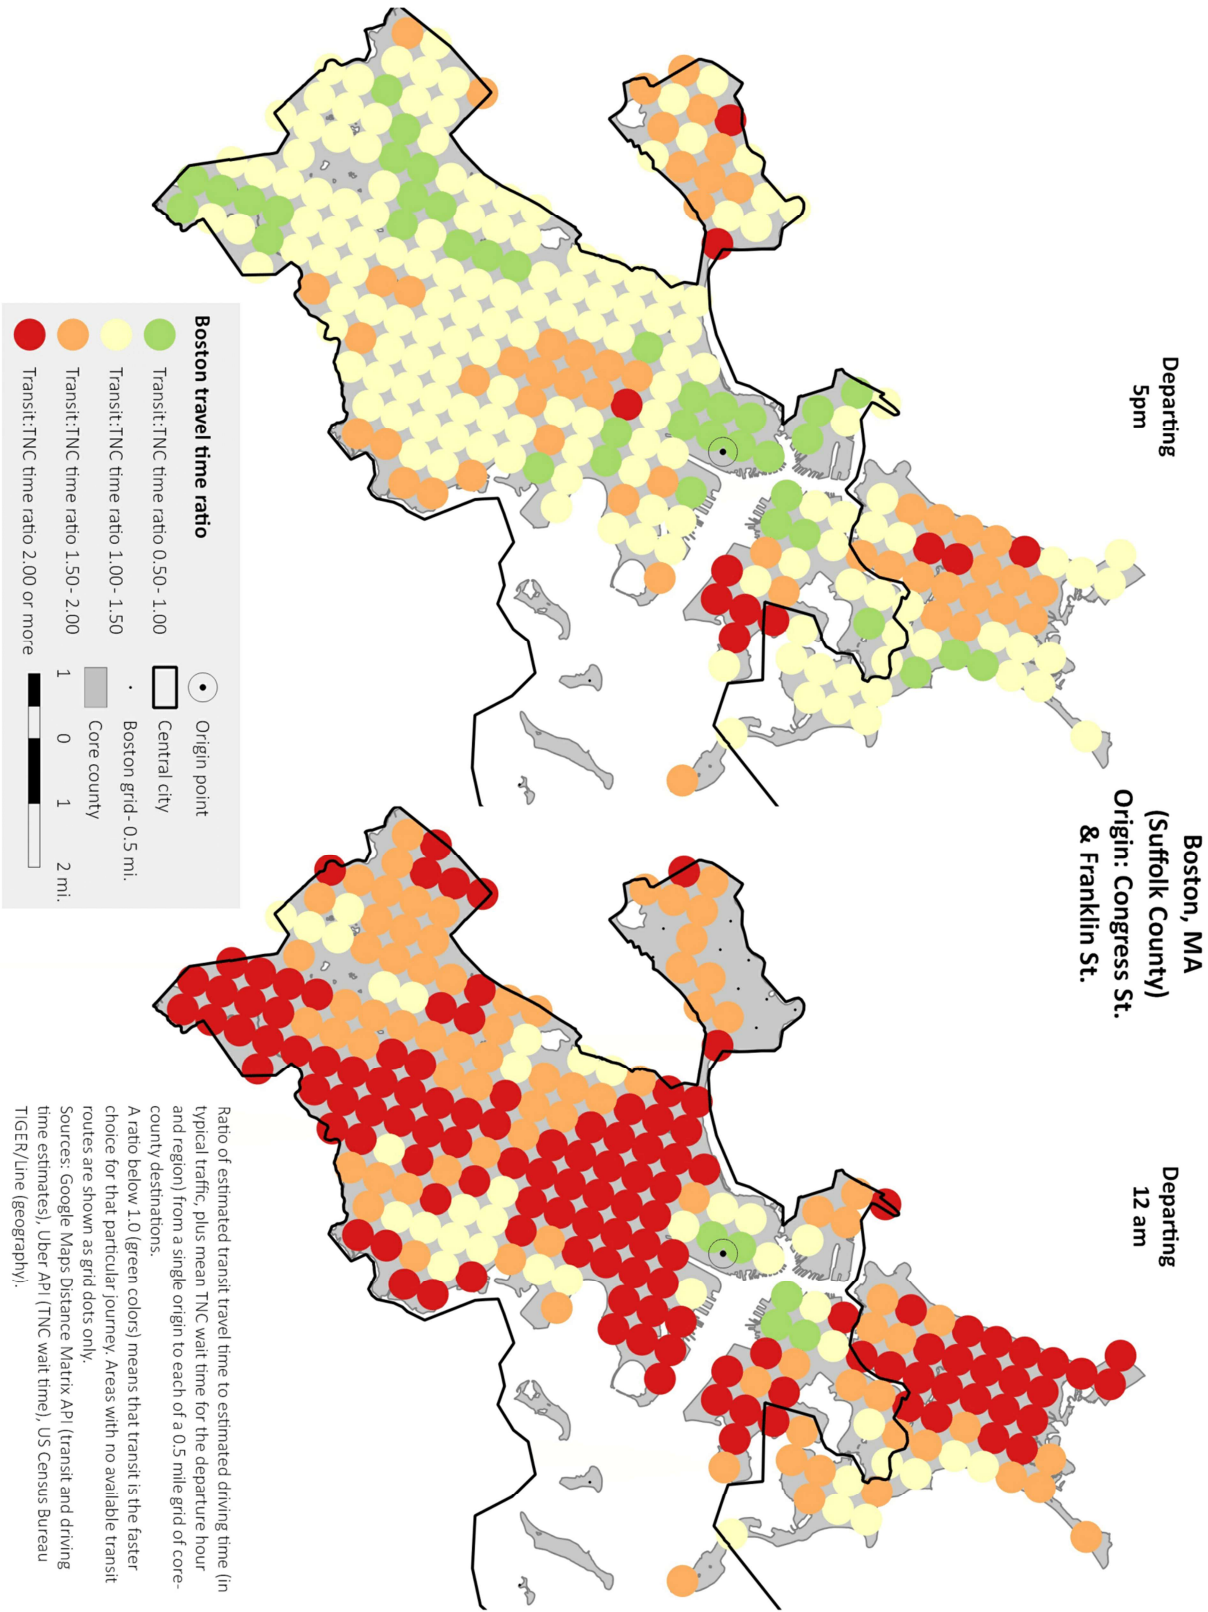 Boston, MA
(Suffolk County)
Origin: Congress St.
& Franklin St.
Departing
5pm
Departing
12 am
Boston travel time ratio
Transit:TNC time ratio 0.50 - 1.00
Transit:TNC time ratio 1.00 - 1.50
Transit:TNC time ratio 1.50 - 2.00
Transit:TNC time ratio 2.00 or more
Origin point
Central city
Boston grid - 0.5 mi.
Core county
1 0 1 2 mi.
Ratio of estimated transit travel time to estimated driving time (in
typical traffic, plus mean TNC wait time for the departure hour
and region) from a single origin to each of a 0.5 mile grid of core-
county destinations.
A ratio below 1.0 (green colors) means that transit is the faster
choice for that particular journey. Areas with no available transit
routes are shown as grid dots only.
Sources: Google Maps Distance Matrix API (transit and driving
time estimates), Uber API (TNC wait time), US Census Bureau
TIGER/Line (geography).